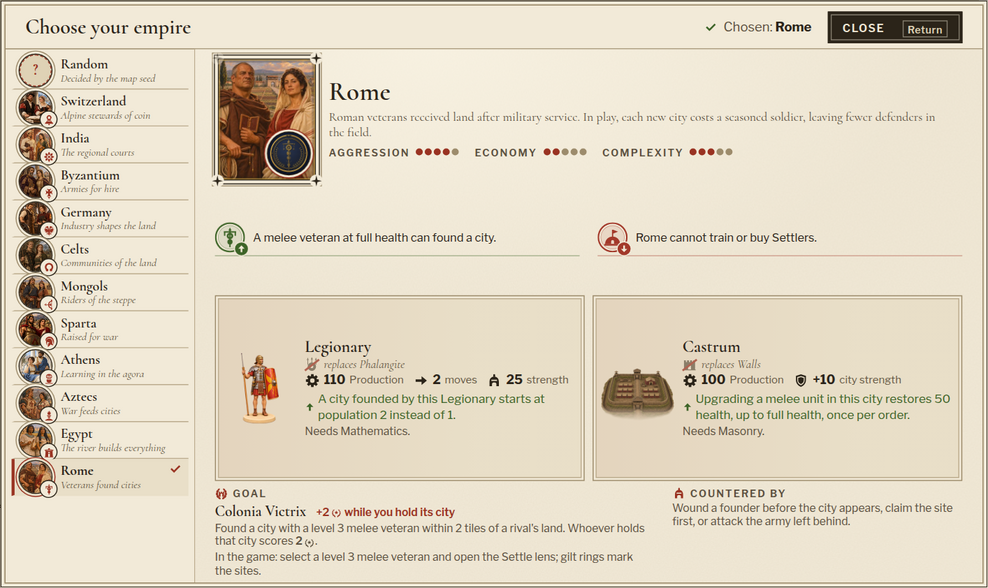 Choose your empire
Chosen: Rome
CLOSE Return
?
Random
Decided by the map seed
Switzerland
Alpine stewards of coin
India
The regional courts
Byzantium
Armies for hire
Germany
Industry shapes the land
Celts
Communities of the land
Mongols
Riders of the steppe
Sparta
Raised for war
Athens
Learning in the agora
Aztecs
War feeds cities
Egypt
The river builds everything
Rome
Veterans found cities
Rome
Roman veterans received land after military service. In play, each new city costs a seasoned soldier, leaving fewer defenders in
the field.
AGGRESSION ECONOMY COMPLEXITY
A melee veteran at full health can found a city.
Rome cannot train or buy Settlers.
Legionary
replaces Phalangite
110 Production 2 moves 25 strength
A city founded by this Legionary starts at
population 2 instead of 1.
Needs Mathematics.
Castrum
replaces Walls
100 Production +10 city strength
Upgrading a melee unit in this city restores 50
health, up to full health, once per order.
Needs Masonry.
GOAL
Colonia Victrix +2 while you hold its city
Found a city with a level 3 melee veteran within 2 tiles of a rival's land. Whoever holds
that city scores 2.
In the game: select a level 3 melee veteran and open the Settle lens; gilt rings mark
the sites.
COUNTERED BY
Wound a founder before the city appears, claim the site
first, or attack the army left behind.